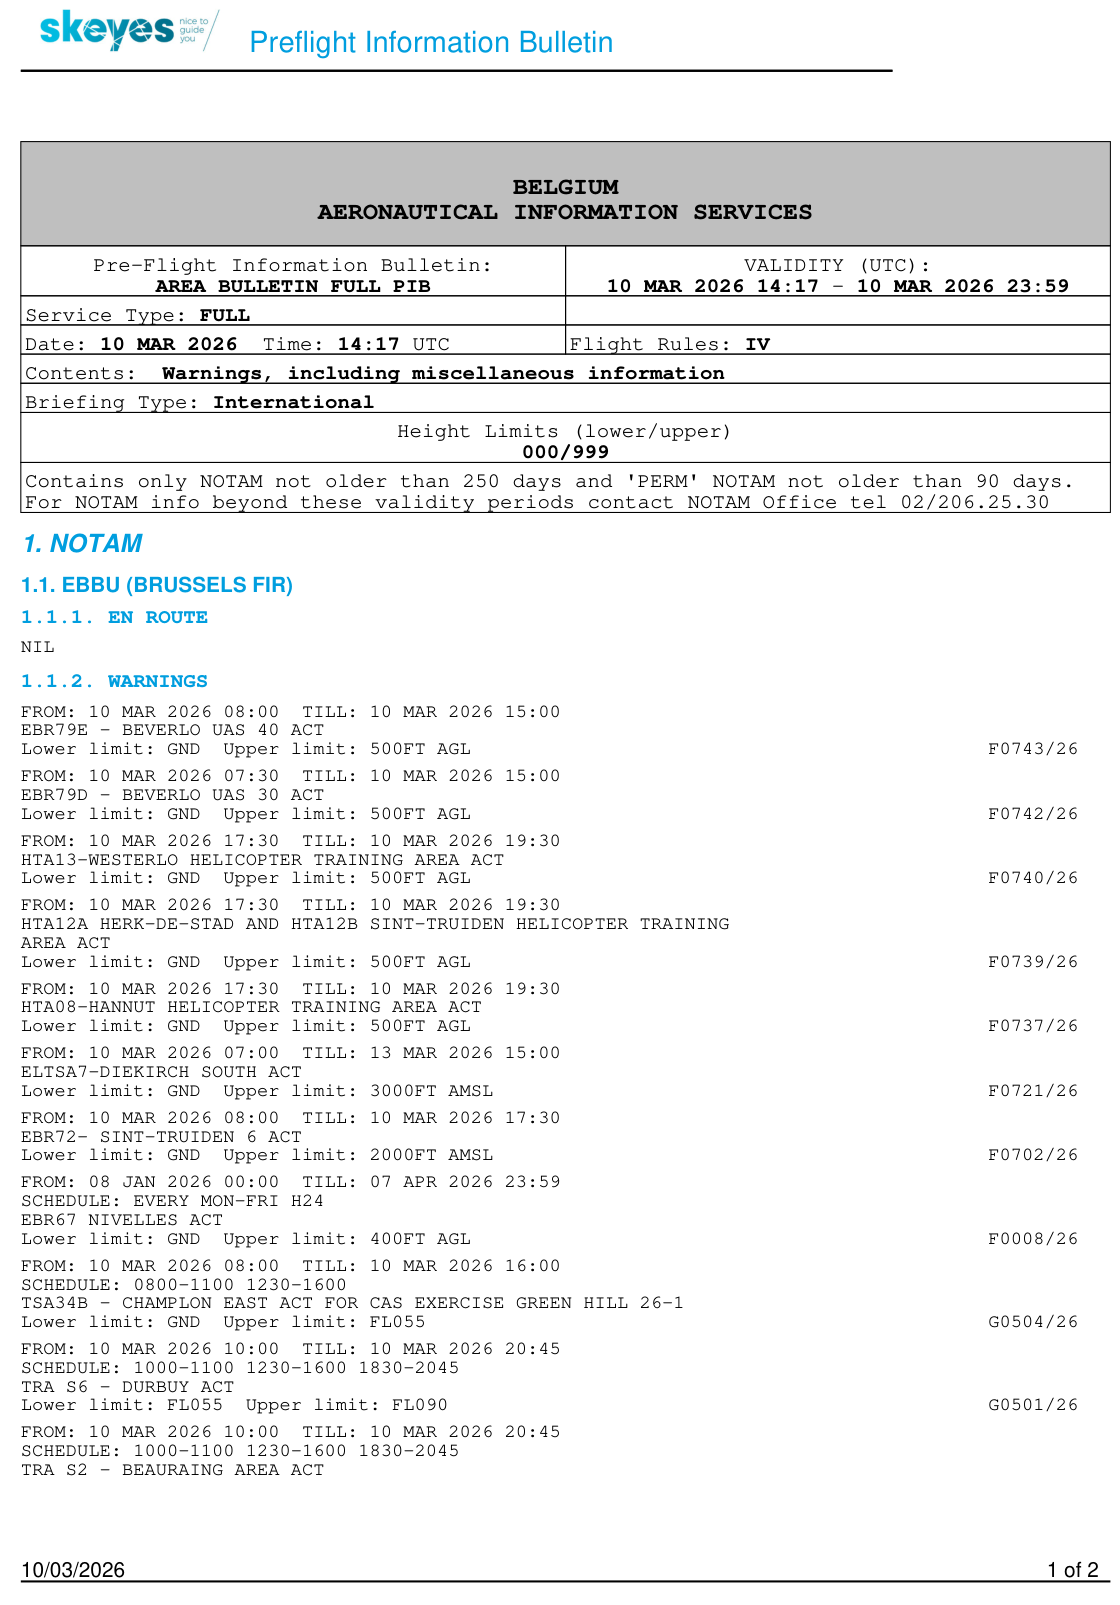 skeyes nice to guide you
Preflight Information Bulletin
BELGIUM
AERONAUTICAL INFORMATION SERVICES
Pre-Flight Information Bulletin:
AREA BULLETIN FULL PIB
VALIDITY (UTC):
10 MAR 2026 14:17 - 10 MAR 2026 23:59
Service Type: FULL
Date: 10 MAR 2026 Time: 14:17 UTC
Flight Rules: IV
Contents: Warnings, including miscellaneous information
Briefing Type: International
Height Limits (lower/upper)
000/999
Contains only NOTAM not older than 250 days and 'PERM' NOTAM not older than 90 days.
For NOTAM info beyond these validity periods contact NOTAM Office tel 02/206.25.30
1. NOTAM
1.1. EBBU (BRUSSELS FIR)
1.1.1. EN ROUTE
NIL
1.1.2. WARNINGS
FROM: 10 MAR 2026 08:00 TILL: 10 MAR 2026 15:00
EBR79E - BEVERLO UAS 40 ACT
Lower limit: GND Upper limit: 500FT AGL F0743/26
FROM: 10 MAR 2026 07:30 TILL: 10 MAR 2026 15:00
EBR79D - BEVERLO UAS 30 ACT
Lower limit: GND Upper limit: 500FT AGL F0742/26
FROM: 10 MAR 2026 17:30 TILL: 10 MAR 2026 19:30
HTA13-WESTERLO HELICOPTER TRAINING AREA ACT
Lower limit: GND Upper limit: 500FT AGL F0740/26
FROM: 10 MAR 2026 17:30 TILL: 10 MAR 2026 19:30
HTA12A HERK-DE-STAD AND HTA12B SINT-TRUIDEN HELICOPTER TRAINING
AREA ACT
Lower limit: GND Upper limit: 500FT AGL F0739/26
FROM: 10 MAR 2026 17:30 TILL: 10 MAR 2026 19:30
HTA08-HANNUT HELICOPTER TRAINING AREA ACT
Lower limit: GND Upper limit: 500FT AGL F0737/26
FROM: 10 MAR 2026 07:00 TILL: 13 MAR 2026 15:00
ELTSA7-DIEKIRCH SOUTH ACT
Lower limit: GND Upper limit: 3000FT AMSL F0721/26
FROM: 10 MAR 2026 08:00 TILL: 10 MAR 2026 17:30
EBR72- SINT-TRUIDEN 6 ACT
Lower limit: GND Upper limit: 2000FT AMSL F0702/26
FROM: 08 JAN 2026 00:00 TILL: 07 APR 2026 23:59
SCHEDULE: EVERY MON-FRI H24
EBR67 NIVELLES ACT
Lower limit: GND Upper limit: 400FT AGL F0008/26
FROM: 10 MAR 2026 08:00 TILL: 10 MAR 2026 16:00
SCHEDULE: 0800-1100 1230-1600
TSA34B - CHAMPLON EAST ACT FOR CAS EXERCISE GREEN HILL 26-1
Lower limit: GND Upper limit: FL055 G0504/26
FROM: 10 MAR 2026 10:00 TILL: 10 MAR 2026 20:45
SCHEDULE: 1000-1100 1230-1600 1830-2045
TRA S6 - DURBUY ACT
Lower limit: FL055 Upper limit: FL090 G0501/26
FROM: 10 MAR 2026 10:00 TILL: 10 MAR 2026 20:45
SCHEDULE: 1000-1100 1230-1600 1830-2045
TRA S2 - BEAURAING AREA ACT
10/03/2026 1 of 2